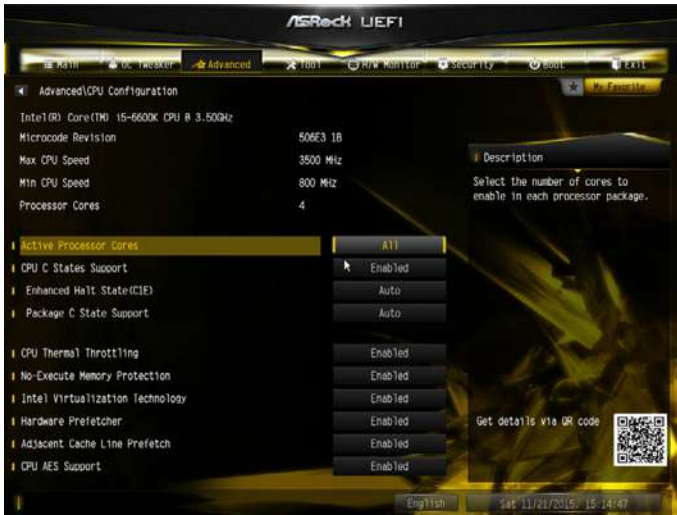 ASRock UEFI
Main OC Tweaker Advanced Tool H/W Monitor Security Boot Exit
Advanced\CPU Configuration
My Favorite
Intel(R) Core(TM) i5-6600K CPU @ 3.50GHz
Microcode Revision 506E3 1B
Max CPU Speed 3500 MHz
Min CPU Speed 800 MHz
Processor Cores 4
Description
Select the number of cores to
enable in each processor package.
Active Processor Cores All
CPU C States Support Enabled
Enhanced Halt State(C1E) Auto
Package C State Support Auto
CPU Thermal Throttling Enabled
No-Execute Memory Protection Enabled
Intel Virtualization Technology Enabled
Hardware Prefetcher Enabled
Adjacent Cache Line Prefetch Enabled
CPU AES Support Enabled
Get details via QR code
English Sat 11/21/2015, 15:14:47